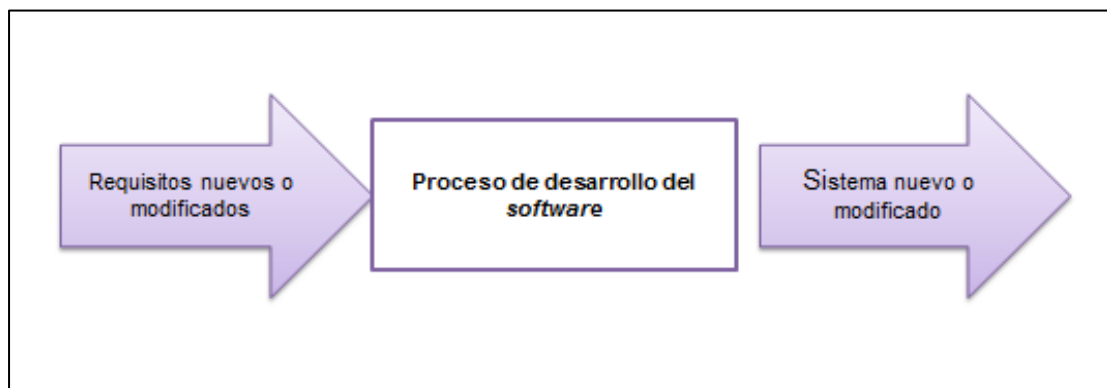 Requisitos nuevos o
modificados
Proceso de desarrollo del
software
Sistema nuevo o
modificado